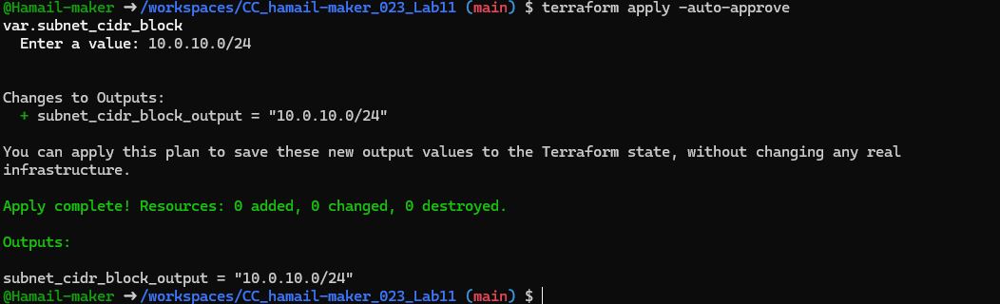 @Hamail-maker ➜/workspaces/CC_hamail-maker_023_Lab11 (main) $ terraform apply -auto-approve
var.subnet_cidr_block
  Enter a value: 10.0.10.0/24
Changes to Outputs:
  + subnet_cidr_block_output = "10.0.10.0/24"
You can apply this plan to save these new output values to the Terraform state, without changing any real
infrastructure.
Apply complete! Resources: 0 added, 0 changed, 0 destroyed.
Outputs:
subnet_cidr_block_output = "10.0.10.0/24"
@Hamail-maker ➜/workspaces/CC_hamail-maker_023_Lab11 (main) $